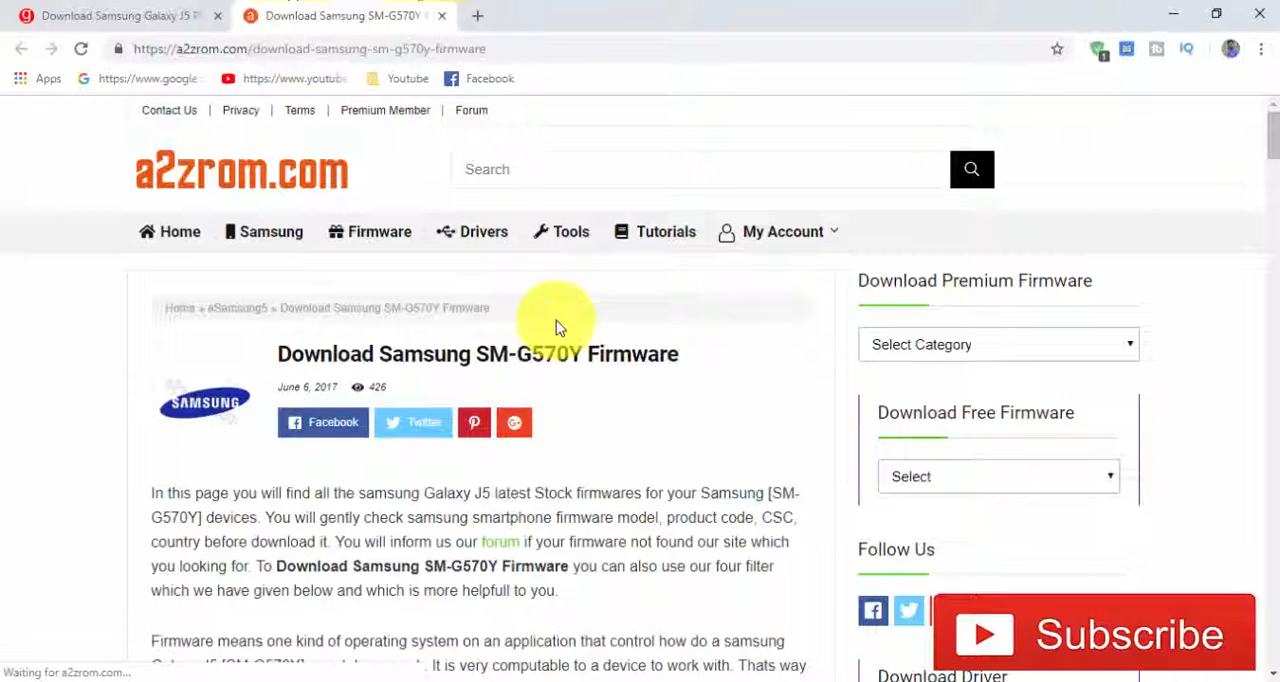 Download Samsung Galaxy J5 P
Download Samsung SM-G570Y
https://a2zrom.com/download-samsung-sm-g570y-firmware
Apps
https://www.google
https://www.youtub
Youtube
Facebook
Contact Us | Privacy | Terms | Premium Member | Forum
a2zrom.com
Search
Home
Samsung
Firmware
Drivers
Tools
Tutorials
My Account
Home » aSamsung5 » Download Samsung SM-G570Y Firmware
Download Samsung SM-G570Y Firmware
June 6, 2017 426
SAMSUNG
Facebook
Twitter
In this page you will find all the samsung Galaxy J5 latest Stock firmwares for your Samsung [SM-
G570Y] devices. You will gently check samsung smartphone firmware model, product code, CSC,
country before download it. You will inform us our forum if your firmware not found our site which
you looking for. To Download Samsung SM-G570Y Firmware you can also use our four filter
which we have given below and which is more helpfull to you.
Firmware means one kind of operating system on an application that control how do a samsung
. It is very computable to a device to work with. Thats way
Download Premium Firmware
Select Category
Download Free Firmware
Select
Follow Us
Subscribe
Download Driver
Waiting for a2zrom.com...